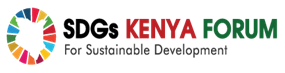 SDGs KENYA FORUM
For Sustainable Development